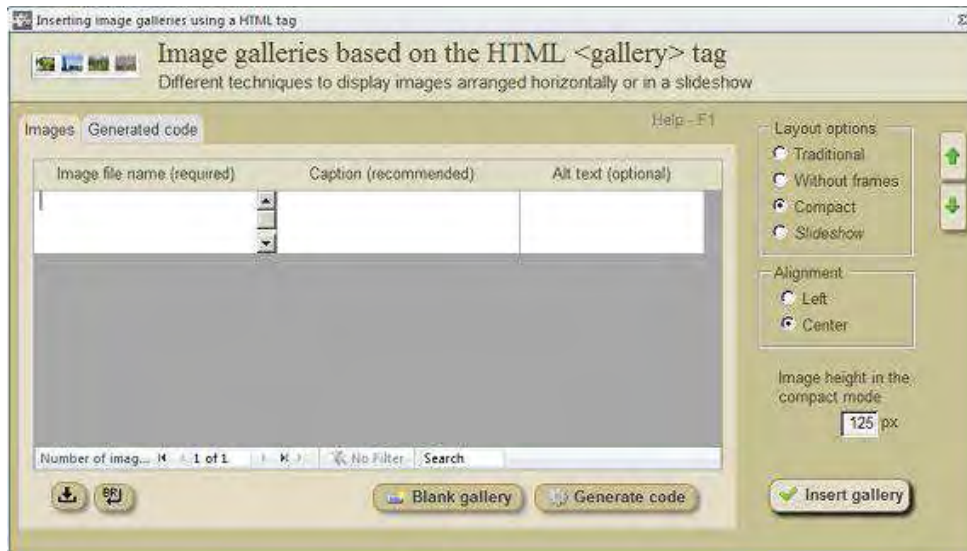 Inserting image galleries using a HTML tag
Image galleries based on the HTML <gallery> tag
Different techniques to display images arranged horizontally or in a slideshow
Help - F1
Images Generated code
Image file name (required) Caption (recommended) Alt text (optional)
Layout options
Traditional
Without frames
Compact
Slideshow
Alignment
Left
Center
Image height in the
compact mode
125 px
Number of imag... 1 of 1 No Filter Search
BR
Blank gallery Generate code Insert gallery